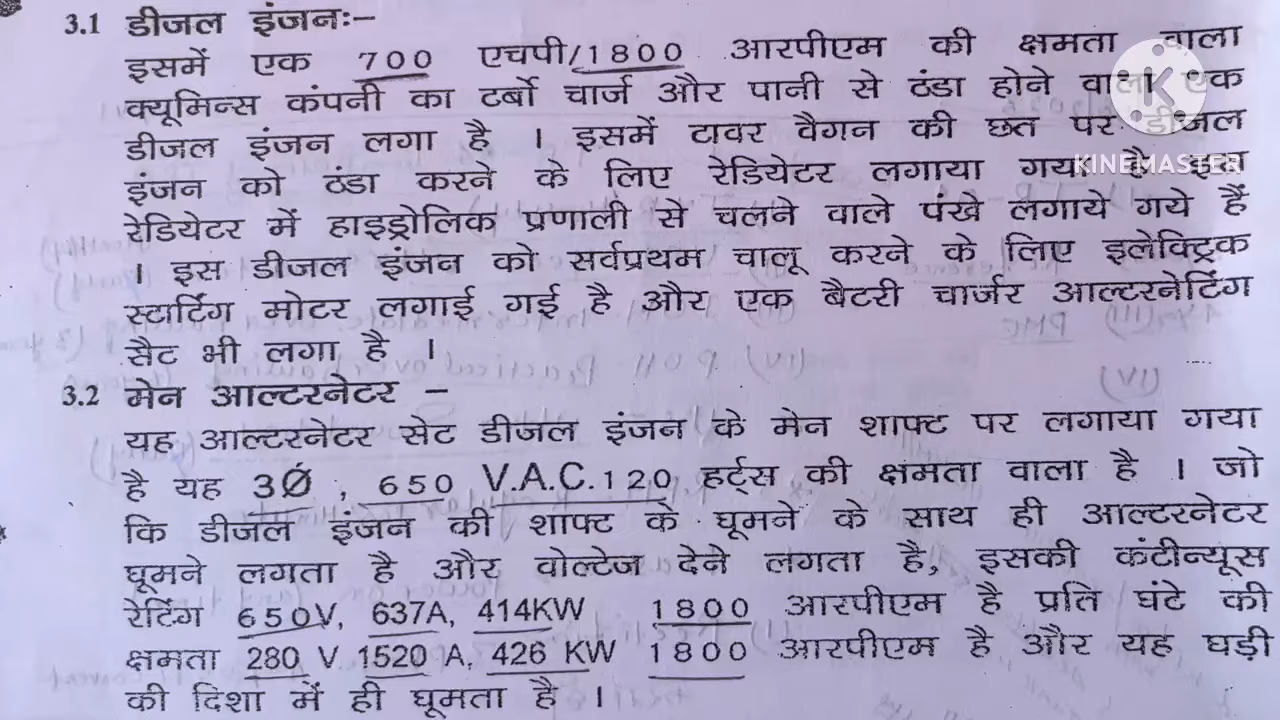 3.1 डीजल इंजनः–
इसमें एक 700 एचपी/1800 आरपीएम की क्षमता वाला
क्यूमिन्स कंपनी का टर्बो चार्ज और पानी से ठंडा होने वाला एक
डीजल इंजन लगा है । इसमें टावर वैगन की छत पर डीजल
इंजन को ठंडा करने के लिए रेडियेटर लगाया गया है इस
KINEMASTER
रेडियेटर में हाइड्रोलिक प्रणाली से चलने वाले पंखे लगाये गये हैं
। इस डीजल इंजन को सर्वप्रथम चालू करने के लिए इलेक्ट्रिक
स्टार्टिंग मोटर लगाई गई है और एक बैटरी चार्जर आल्टरनेटिंग
सैट भी लगा है ।
3.2 मेन आल्टरनेटर –
यह आल्टरनेटर सेट डीजल इंजन के मेन शाफ्ट पर लगाया गया
है यह 3Ǿ , 650 V.A.C.120 हर्ट्स की क्षमता वाला है । जो
कि डीजल इंजन की शाफ्ट के घूमने के साथ ही आल्टरनेटर
घूमने लगता है और वोल्टेज देने लगता है, इसकी कंटीन्यूस
रेटिंग 650V, 637A, 414KW 1800 आरपीएम है प्रति घंटे की
क्षमता 280 V 1520 A, 426 KW 1800 आरपीएम है और यह घड़ी
की दिशा में ही घूमता है ।